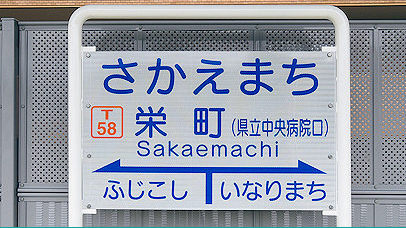 さかえまち
T
58
栄町(県立中央病院口)
Sakaemachi
ふじこし いなりまち